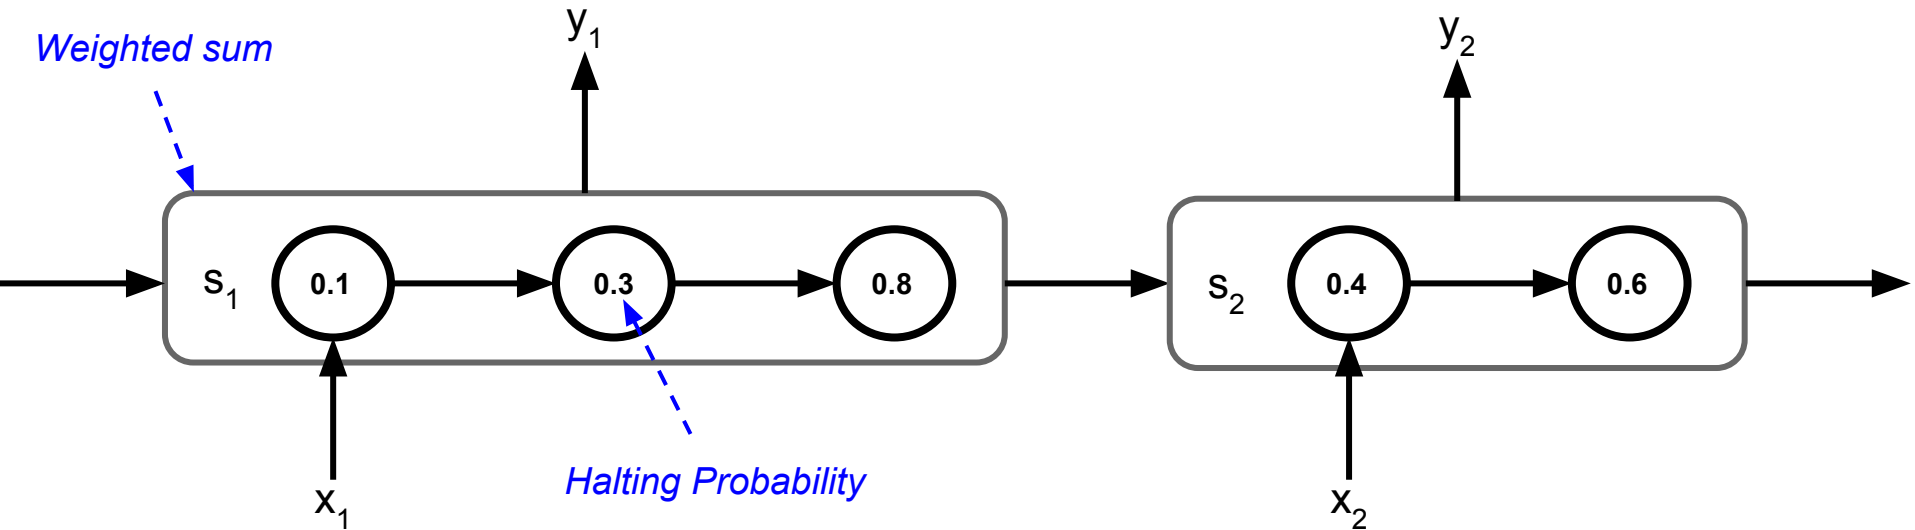 Weighted sum
y1
y2
s1
0.1
0.3
0.8
s2
0.4
0.6
Halting Probability
x1
x2